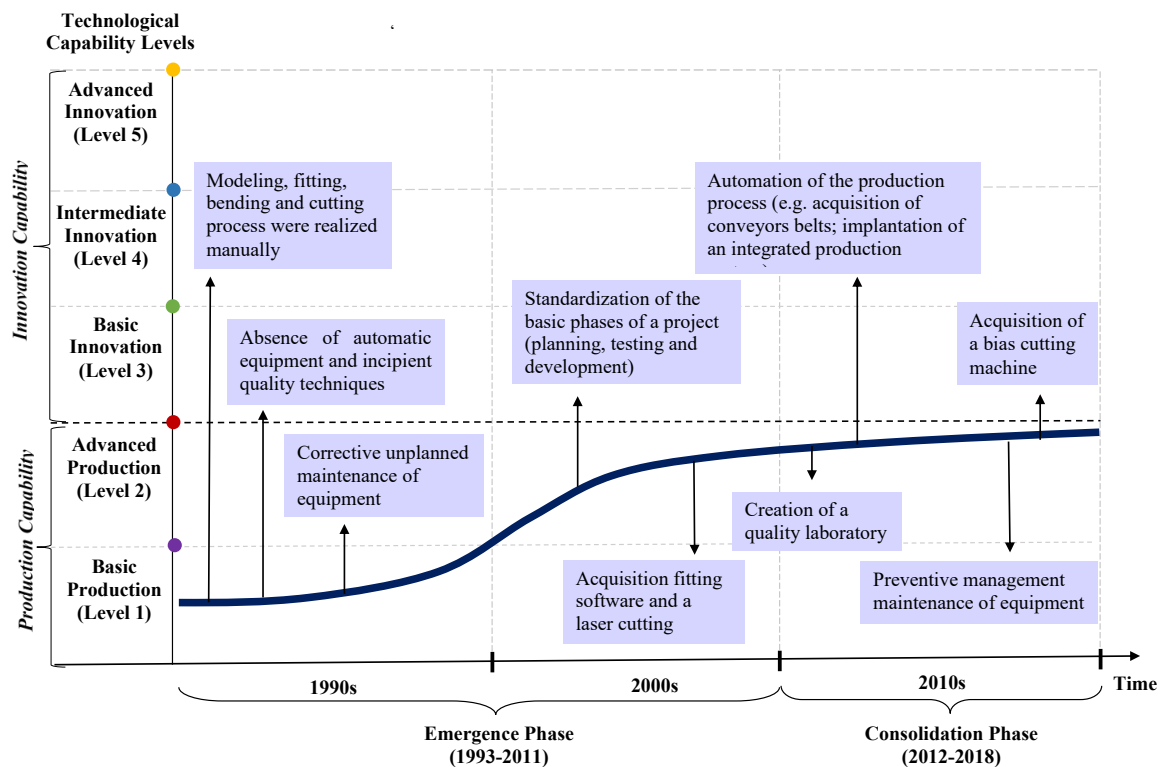 Technological
Capability Levels
Advanced
Innovation
(Level 5)
Intermediate
Innovation
(Level 4)
Basic
Innovation
(Level 3)
Advanced
Production
(Level 2)
Basic
Production
(Level 1)
Innovation Capability
Production Capability
Modeling, fitting,
bending and cutting
process were realized
manually
Absence of automatic
equipment and incipient
quality techniques
Corrective unplanned
maintenance of
equipment
Standardization of the
basic phases of a project
(planning, testing and
development)
Acquisition fitting
software and a
laser cutting
Automation of the production
process (e.g. acquisition of
conveyors belts; implantation of
an integrated production
Creation of a
quality laboratory
Acquisition of
a bias cutting
machine
Preventive management
maintenance of equipment
1990s
2000s
2010s
Time
Emergence Phase
(1993-2011)
Consolidation Phase
(2012-2018)